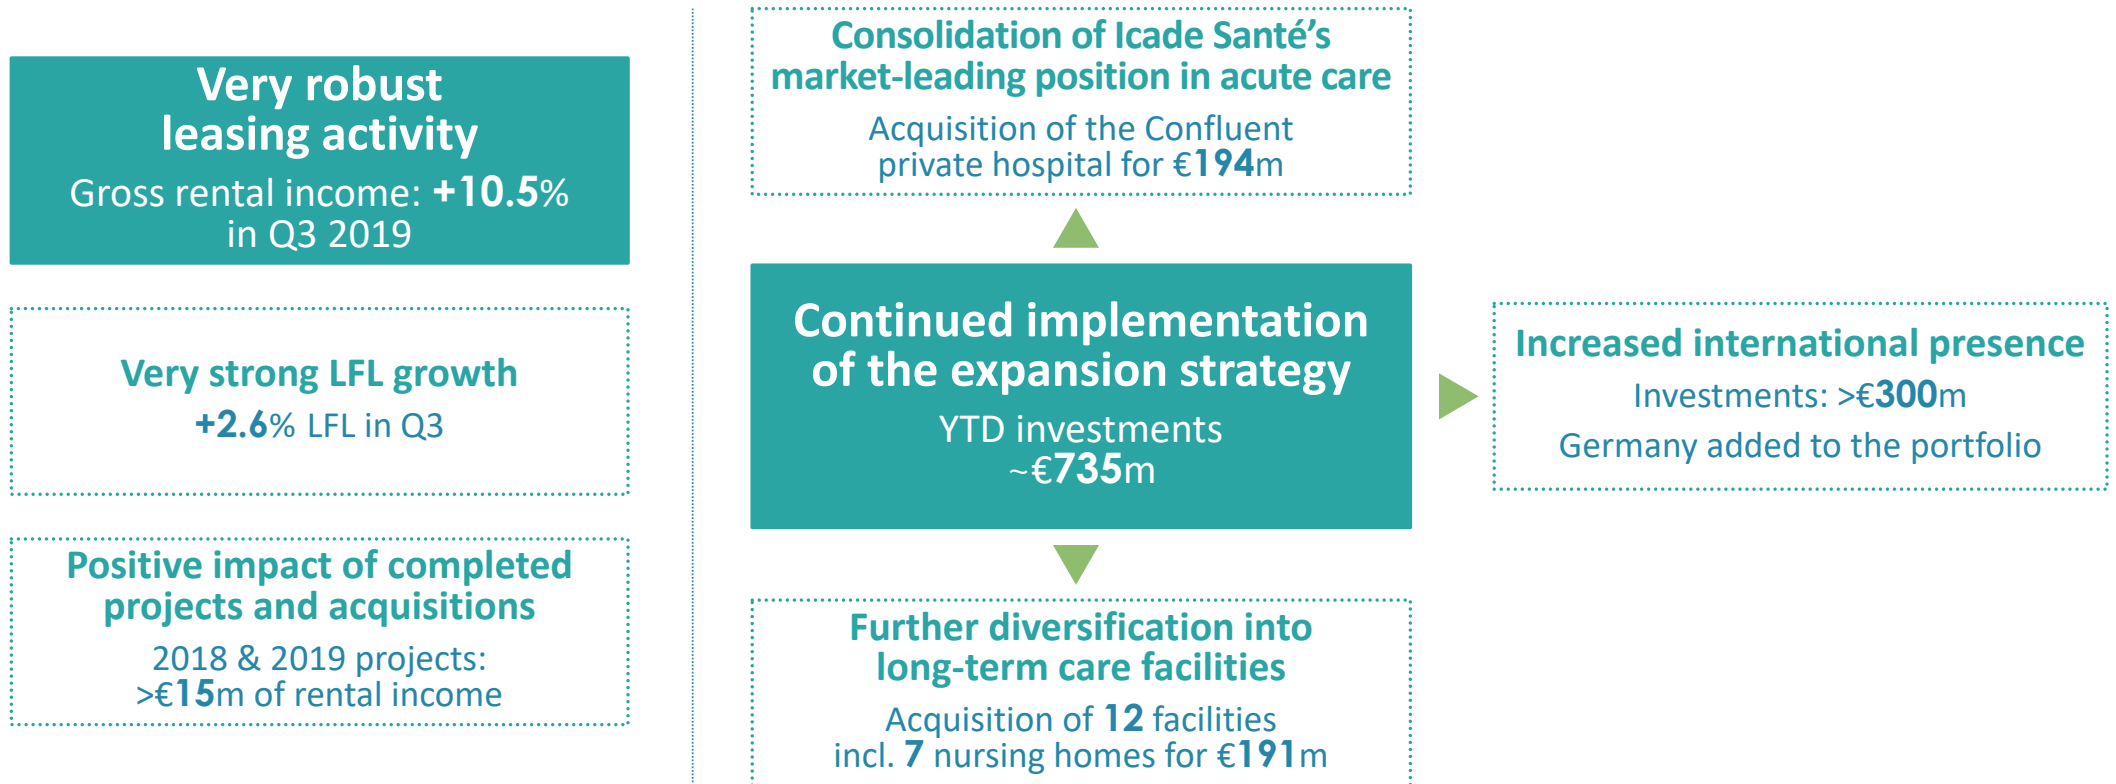 Very robust
leasing activity
Gross rental income: +10.5%
in Q3 2019
Very strong LFL growth
+2.6% LFL in Q3
Positive impact of completed
projects and acquisitions
2018 & 2019 projects:
>€15m of rental income
Consolidation of Icade Santé’s
market-leading position in acute care
Acquisition of the Confluent
private hospital for €194m
Continued implementation
of the expansion strategy
YTD investments
~€735m
Increased international presence
Investments: >€300m
Germany added to the portfolio
Further diversification into
long-term care facilities
Acquisition of 12 facilities
incl. 7 nursing homes for €191m